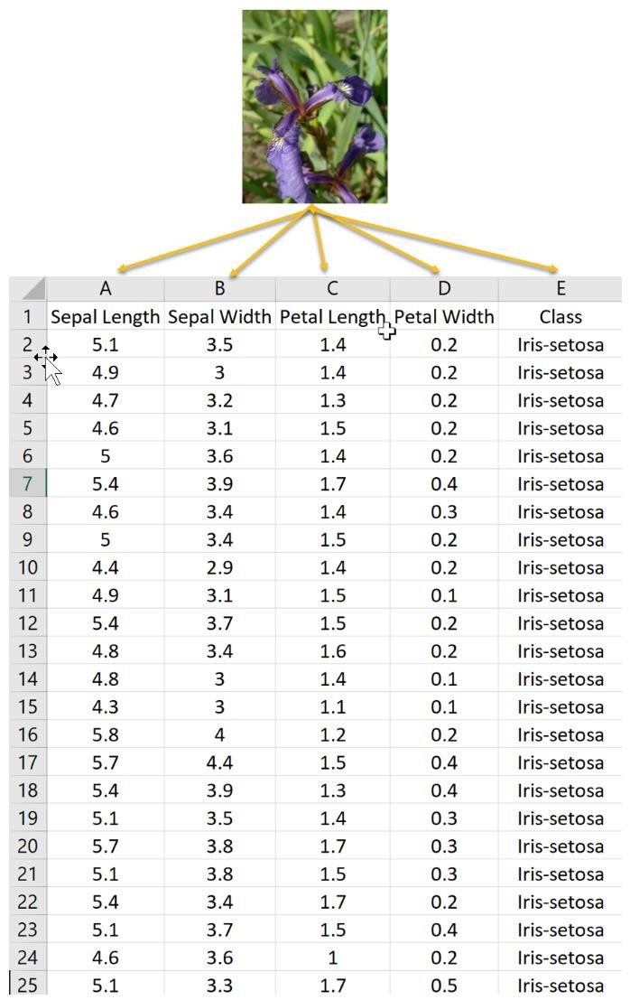 A B C D E
1 Sepal Length Sepal Width Petal Length Petal Width Class
2 5.1 3.5 1.4 0.2 Iris-setosa
3 4.9 3 1.4 0.2 Iris-setosa
4 4.7 3.2 1.3 0.2 Iris-setosa
5 4.6 3.1 1.5 0.2 Iris-setosa
6 5 3.6 1.4 0.2 Iris-setosa
7 5.4 3.9 1.7 0.4 Iris-setosa
8 4.6 3.4 1.4 0.3 Iris-setosa
9 5 3.4 1.5 0.2 Iris-setosa
10 4.4 2.9 1.4 0.2 Iris-setosa
11 4.9 3.1 1.5 0.1 Iris-setosa
12 5.4 3.7 1.5 0.2 Iris-setosa
13 4.8 3.4 1.6 0.2 Iris-setosa
14 4.8 3 1.4 0.1 Iris-setosa
15 4.3 3 1.1 0.1 Iris-setosa
16 5.8 4 1.2 0.2 Iris-setosa
17 5.7 4.4 1.5 0.4 Iris-setosa
18 5.4 3.9 1.3 0.4 Iris-setosa
19 5.1 3.5 1.4 0.3 Iris-setosa
20 5.7 3.8 1.7 0.3 Iris-setosa
21 5.1 3.8 1.5 0.3 Iris-setosa
22 5.4 3.4 1.7 0.2 Iris-setosa
23 5.1 3.7 1.5 0.4 Iris-setosa
24 4.6 3.6 1 0.2 Iris-setosa
25 5.1 3.3 1.7 0.5 Iris-setosa